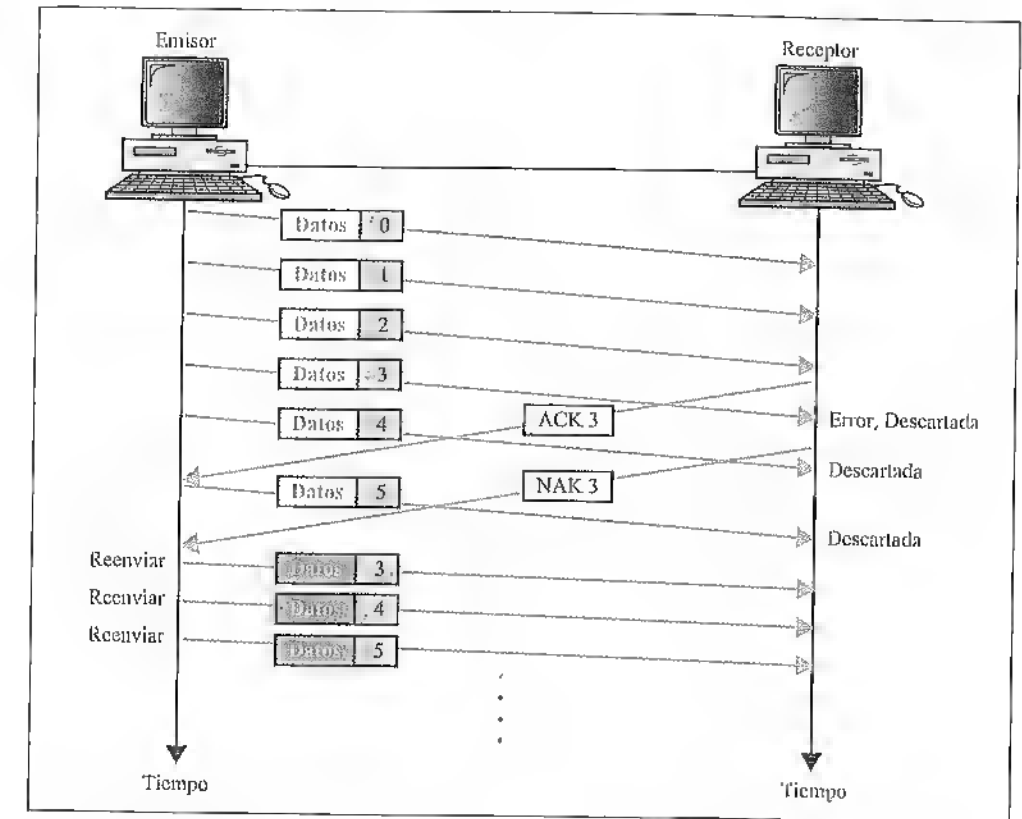 Emisor
Receptor
Datos 0
Datos 1
Datos 2
Datos 3
ACK 3
Error, Descartada
Datos 4
Descartada
NAK 3
Datos 5
Descartada
Reenviar
Datos 3
Reenviar
Datos 4
Reenviar
Datos 5
Tiempo
Tiempo